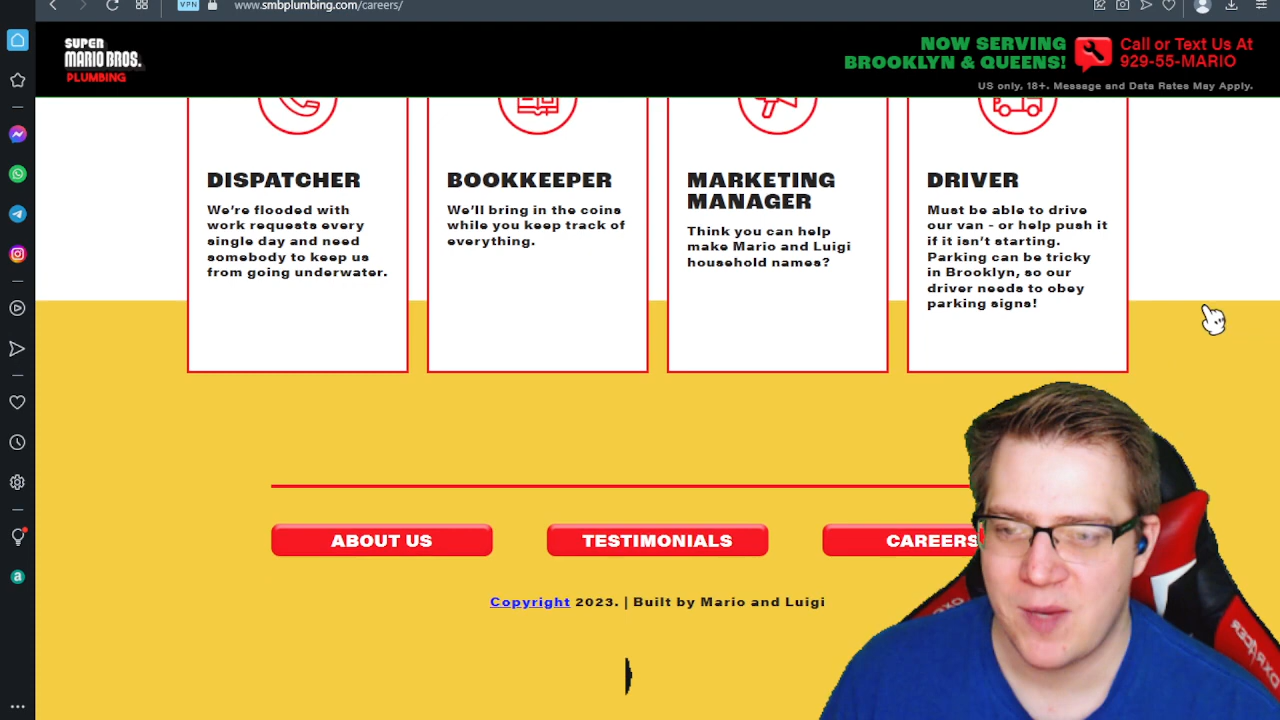 VPN
www.smbplumbing.com/careers/
SUPER
MARIO BROS.
PLUMBING
NOW SERVING
BROOKLYN & QUEENS!
Call or Text Us At
929-55-MARIO
US only, 18+. Message and Data Rates May Apply.
DISPATCHER
We're flooded with
work requests every
single day and need
somebody to keep us
from going underwater.
BOOKKEEPER
We'll bring in the coins
while you keep track of
everything.
MARKETING
MANAGER
Think you can help
make Mario and Luigi
household names?
DRIVER
Must be able to drive
our van - or help push it
if it isn't starting.
Parking can be tricky
in Brooklyn, so our
driver needs to obey
parking signs!
ABOUT US
TESTIMONIALS
CAREERS
Copyright 2023. | Built by Mario and Luigi
a